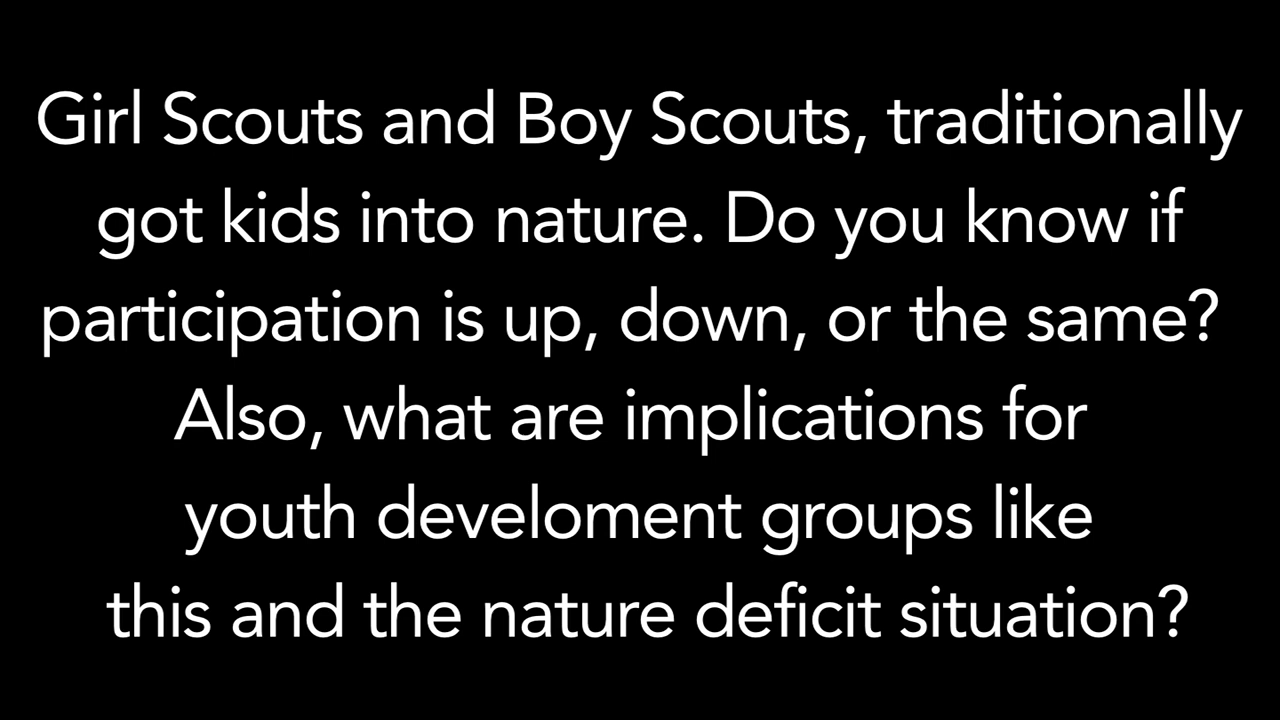 Girl Scouts and Boy Scouts, traditionally
got kids into nature. Do you know if
participation is up, down, or the same?
Also, what are implications for
youth develoment groups like
this and the nature deficit situation?